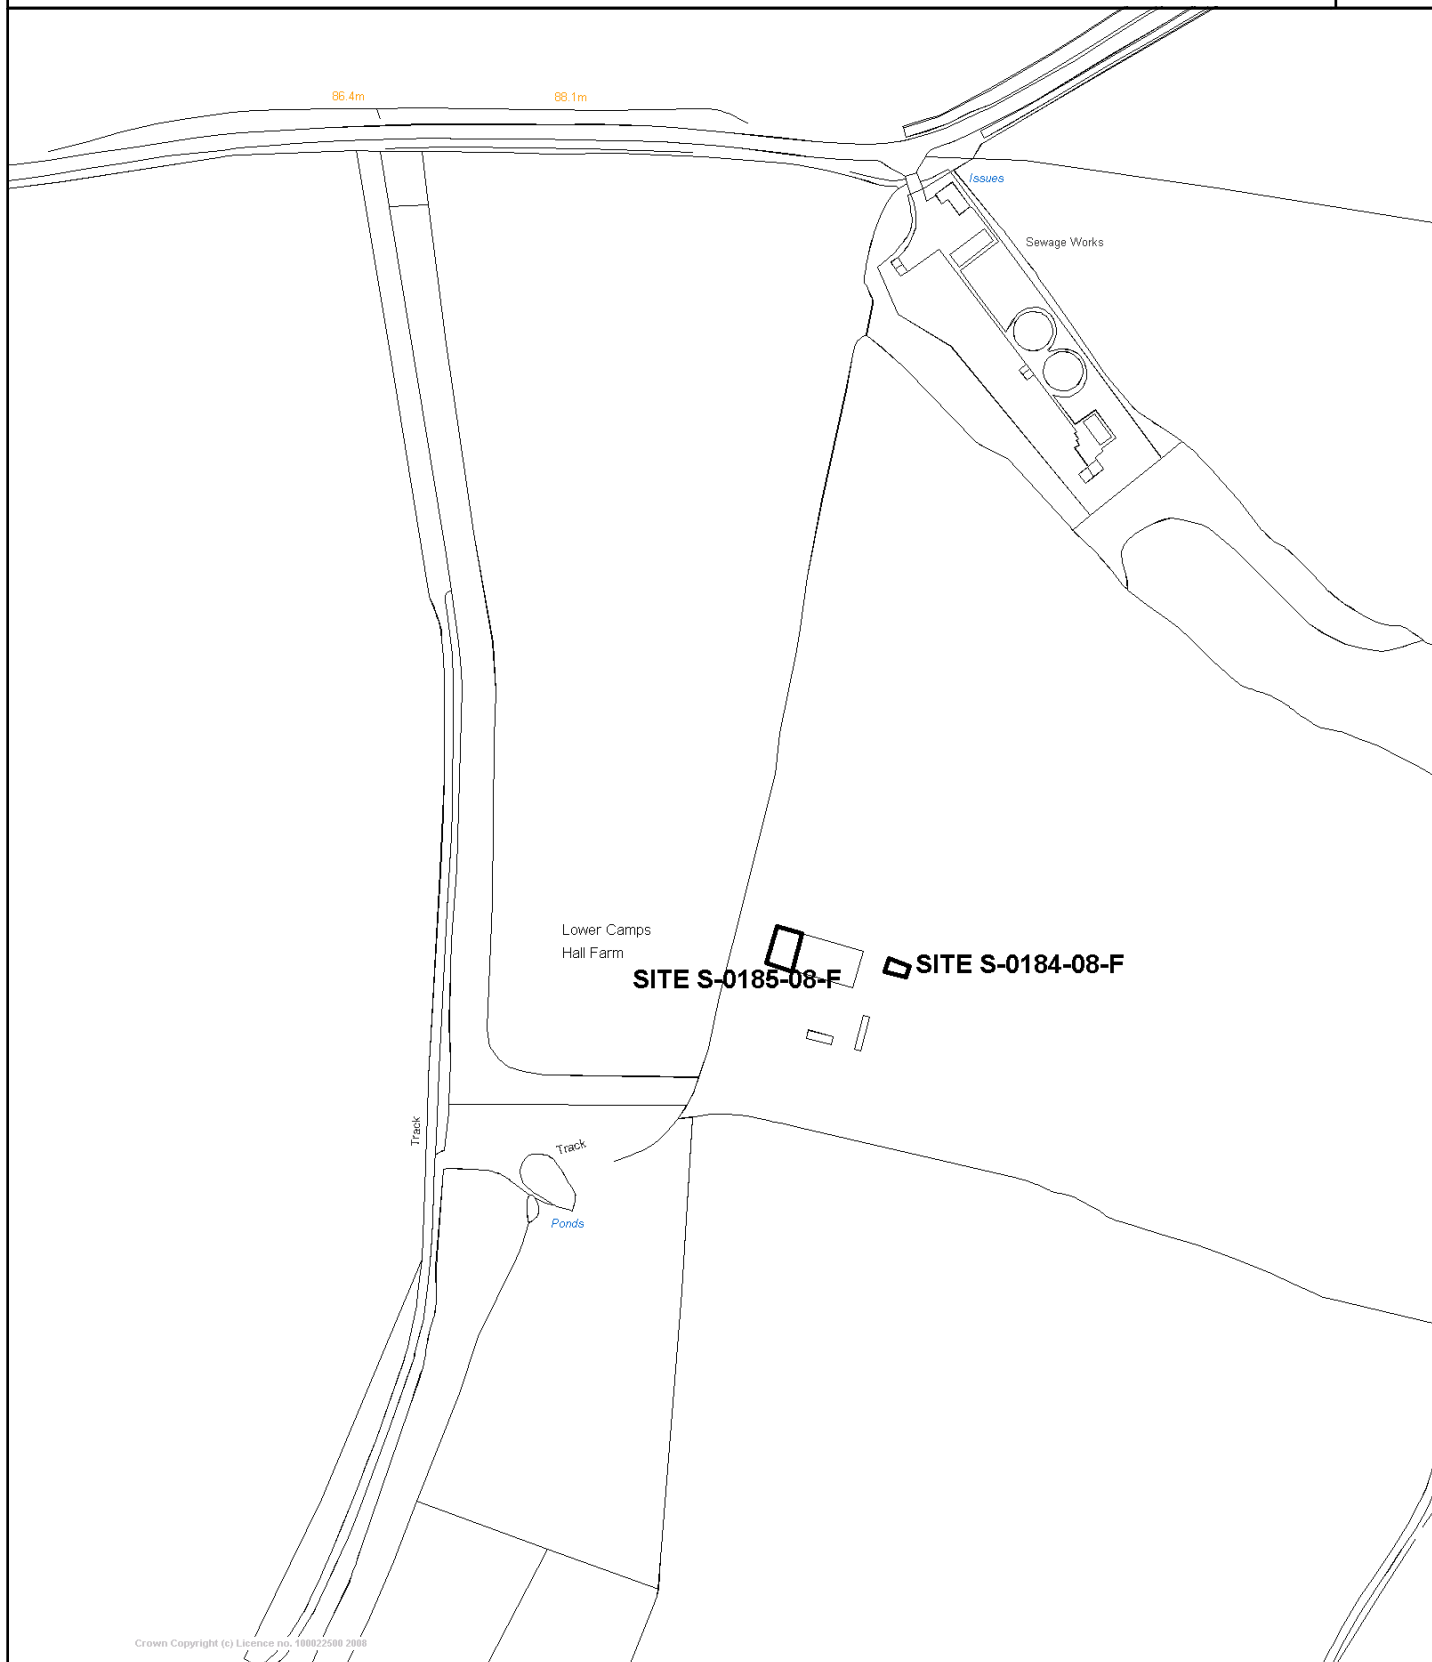 86.4m
88.1m
Issues
Sewage Works
Lower Camps
Hall Farm
SITE S-0185-08-F
SITE S-0184-08-F
Track
Track
Ponds
Crown Copyright (c) Licence no. 100022500 2008